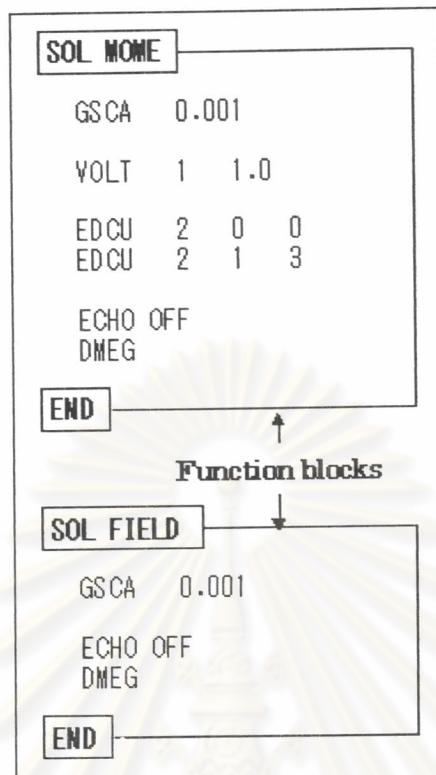 SOL MOME
GSCA 0.001
VOLT 1 1.0
EDCU 2 0 0
EDCU 2 1 3
ECHO OFF
DMEG
END
Function blocks
SOL FIELD
GSCA 0.001
ECHO OFF
DMEG
END